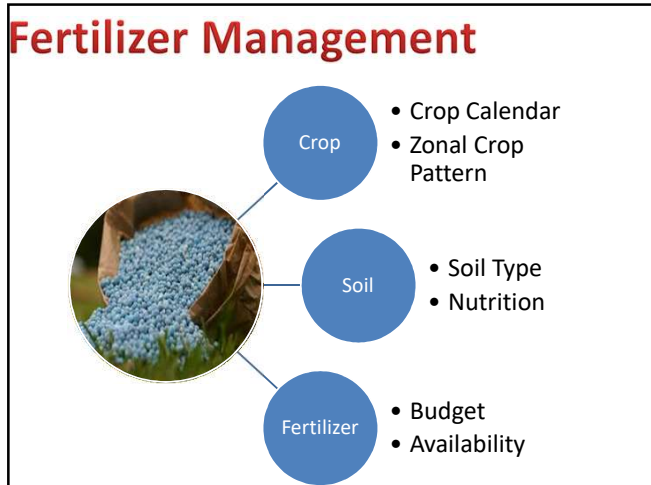 Fertilizer Management
Crop
• Crop Calendar
• Zonal Crop
Pattern
Soil
• Soil Type
• Nutrition
Fertilizer
• Budget
• Availability